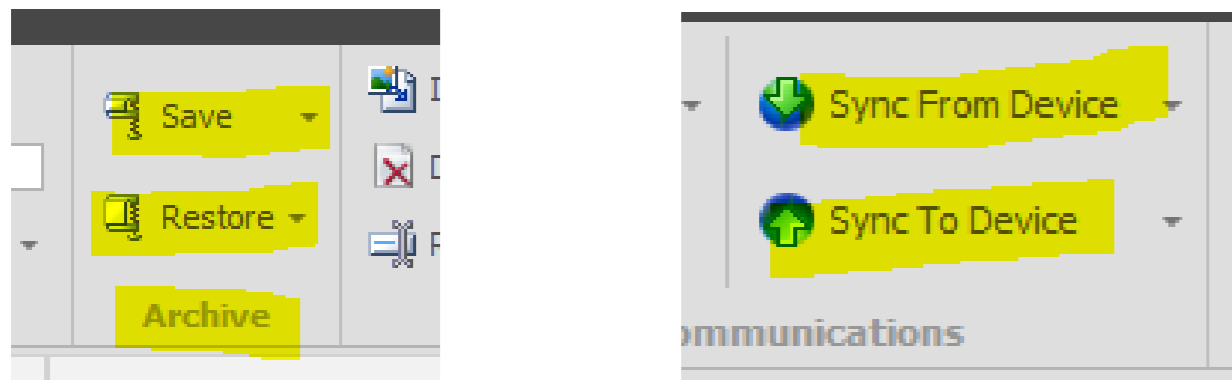 Save
Restore
Archive
Sync From Device
Sync To Device
ommunications